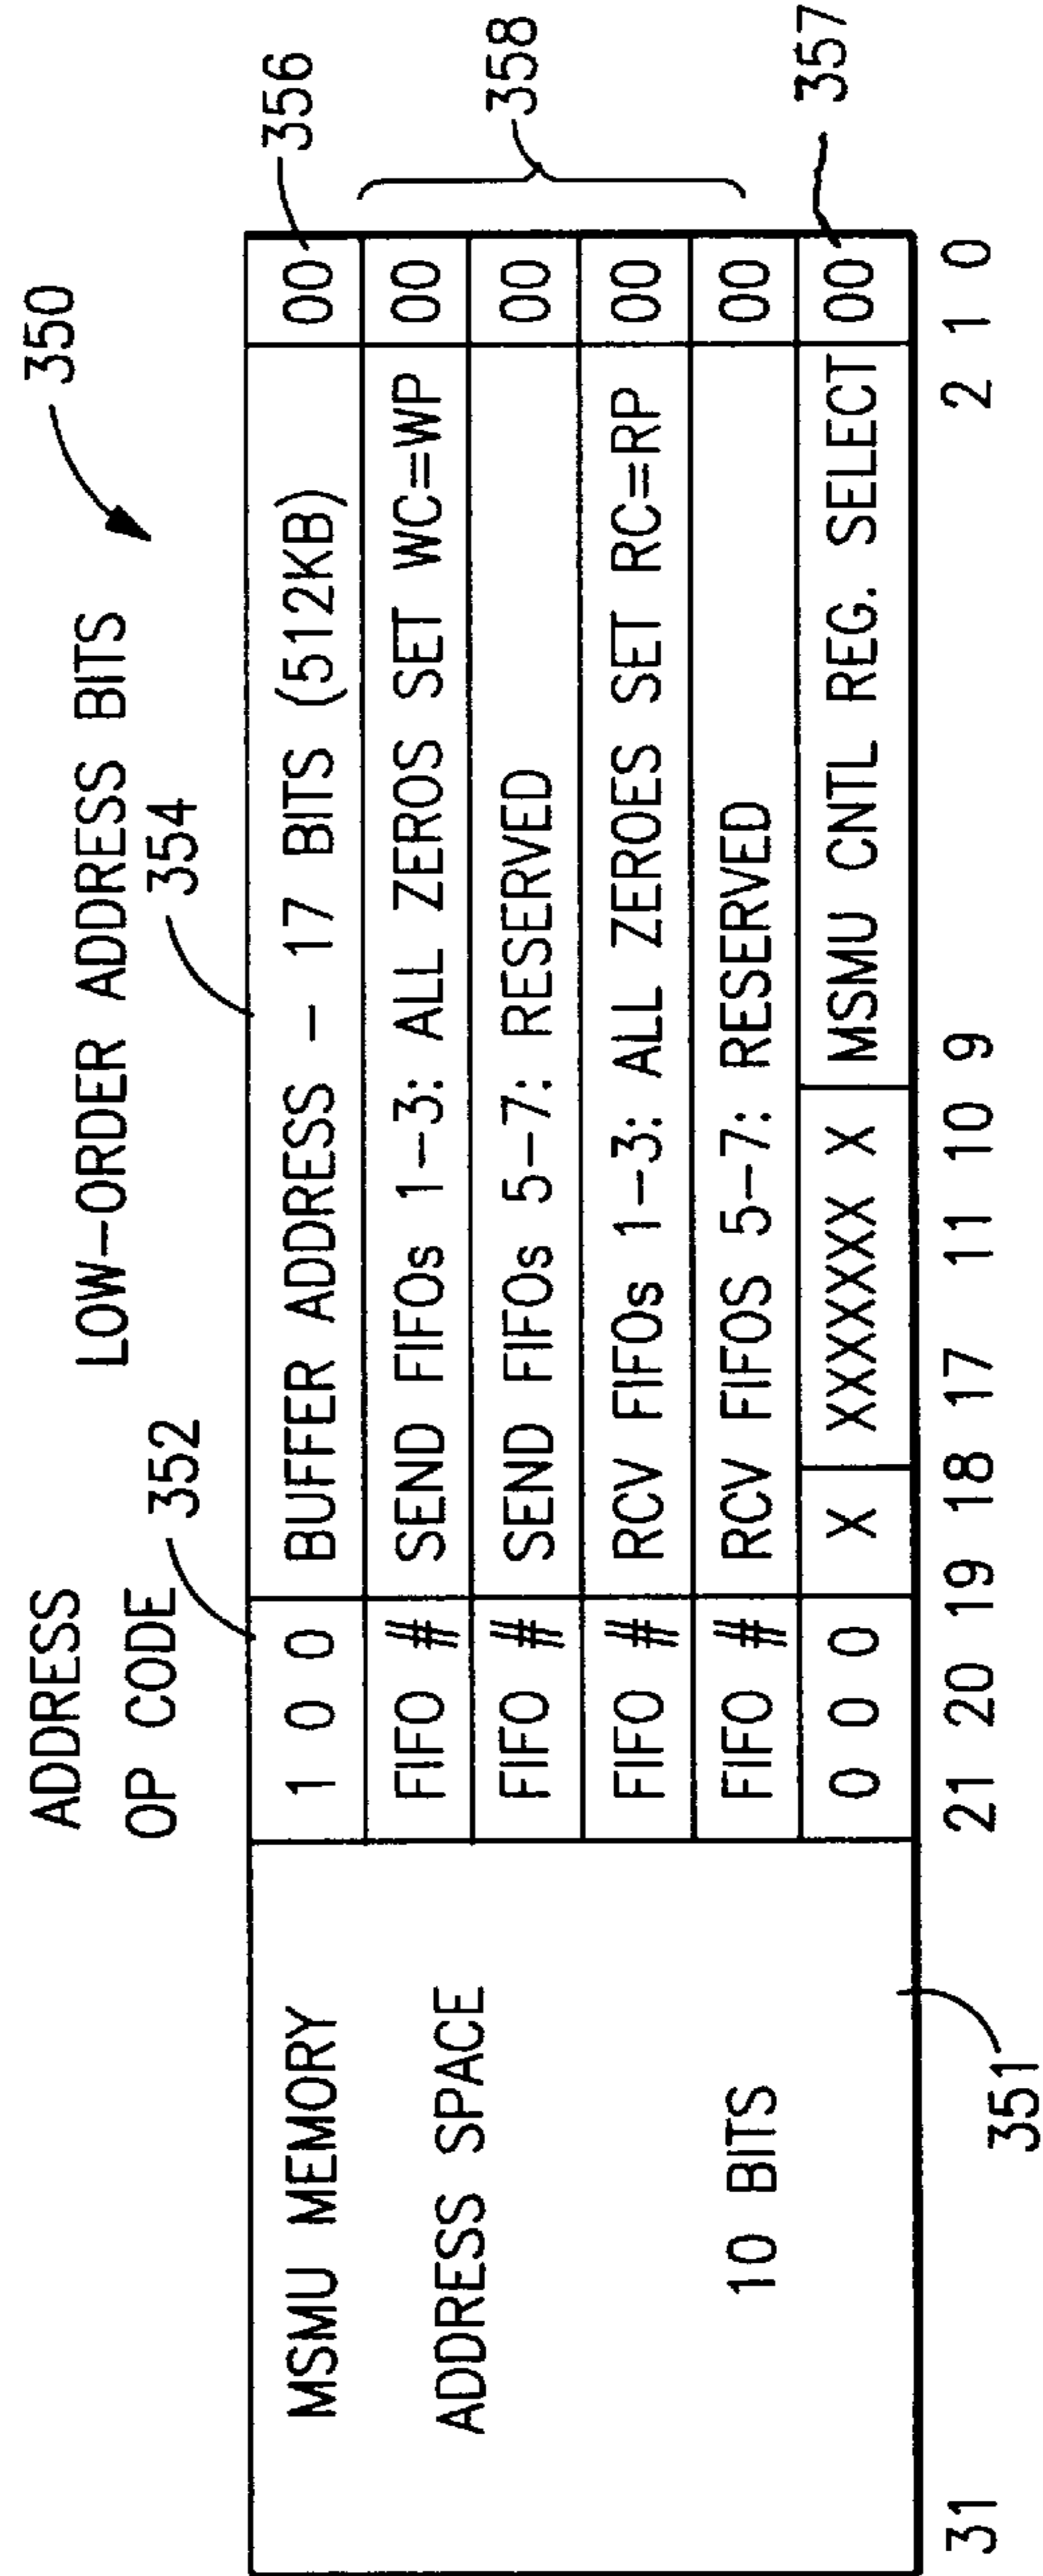 350
ADDRESS
OP CODE
352
LOW-ORDER ADDRESS BITS
354
MSMU MEMORY
ADDRESS SPACE
10 BITS
1 0 0 BUFFER ADDRESS - 17 BITS (512KB) 00 356
FIFO # SEND FIFOs 1-3: ALL ZEROS SET WC=WP 00
FIFO # SEND FIFOs 5-7: RESERVED 00
358
FIFO # RCV FIFOs 1-3: ALL ZEROES SET RC=RP 00
FIFO # RCV FIFOS 5-7: RESERVED 00
0 0 0 X XXXXXXX X MSMU CNTL REG. SELECT 00 357
31 21 20 19 18 17 11 10 9 2 1 0
351